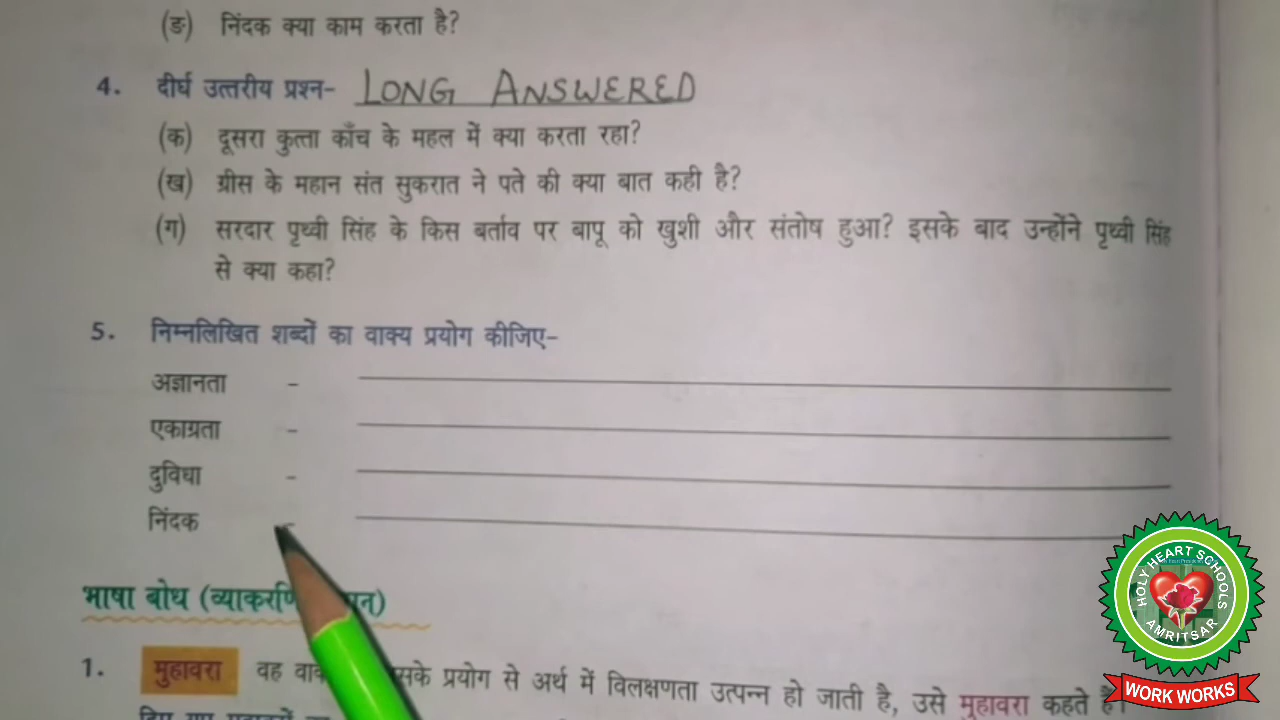 (ङ) निंदक क्या काम करता है?
4. दीर्घ उत्तरीय प्रश्न- LONG ANSWERED
(क) दूसरा कुत्ता काँच के महल में क्या करता रहा?
(ख) ग्रीस के महान संत सुकरात ने पते की क्या बात कही है?
(ग) सरदार पृथ्वी सिंह के किस बर्ताव पर बापू को खुशी और संतोष हुआ? इसके बाद उन्होंने पृथ्वी सिंह
से क्या कहा?
5. निम्नलिखित शब्दों का वाक्य प्रयोग कीजिए-
अज्ञानता -
एकाग्रता -
दुविधा -
निंदक -
भाषा बोध
1. मुहावरा वह प्रयोग से अर्थ में विलक्षणता उत्पन्न हो जाती है, उसे मुहावरा कहते है।
HOLY HEART SCHOOLS
AMRITSAR
WORK WORKS